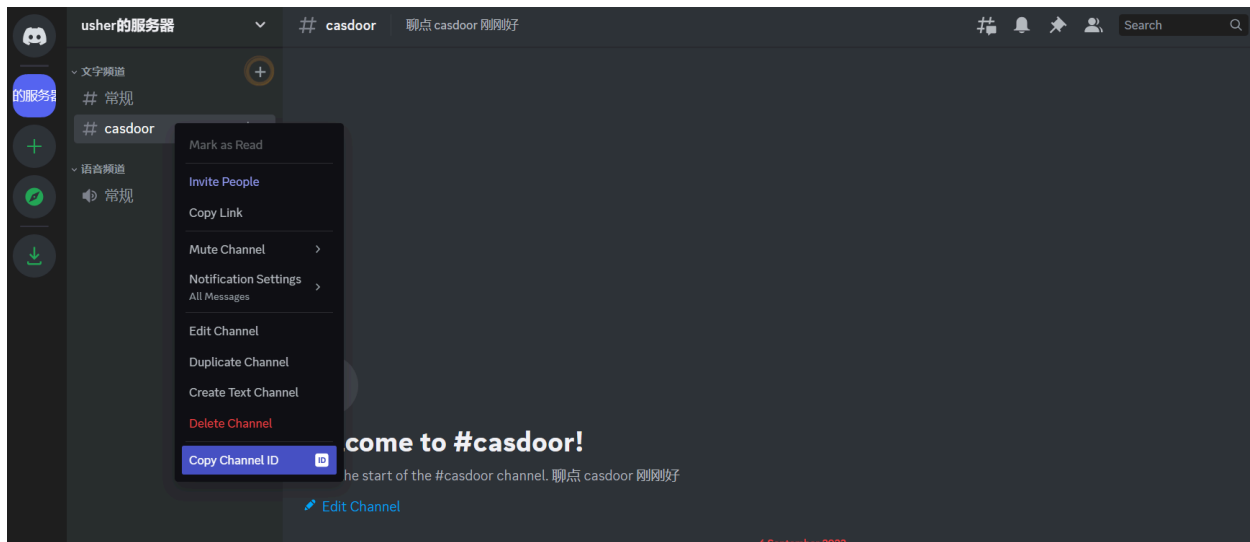 usher的服务器
# casdoor
聊点 casdoor 刚刚好
Search
文字频道
的服务器
# 常规
# casdoor
语音频道
常规
Mark as Read
Invite People
Copy Link
Mute Channel
Notification Settings
All Messages
Edit Channel
Duplicate Channel
Create Text Channel
Delete Channel
Copy Channel ID
ID
come to #casdoor!
he start of the #casdoor channel. 聊点 casdoor 刚刚好
Edit Channel